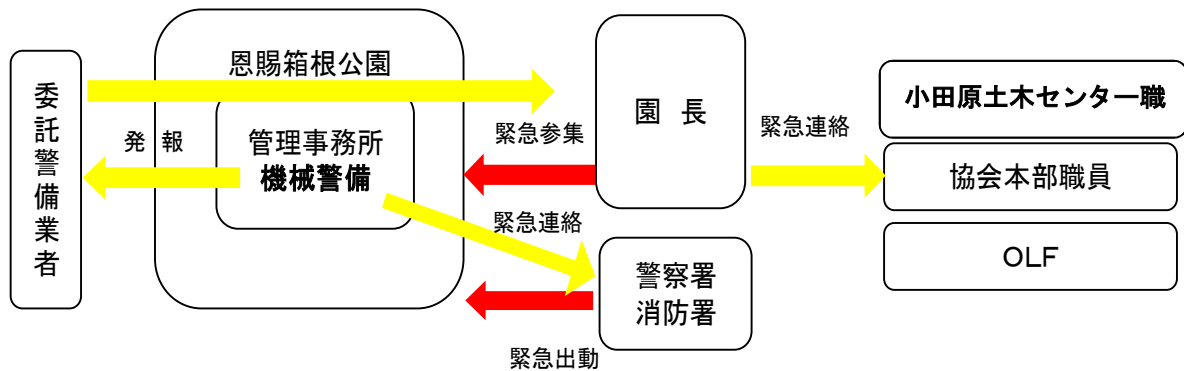 委託警備業者
恩賜箱根公園
発　報
管理事務所
機械警備
園　長
緊急参集
緊急連絡
警察署
消防署
緊急出動
緊急連絡
小田原土木センター職
協会本部職員
OLF